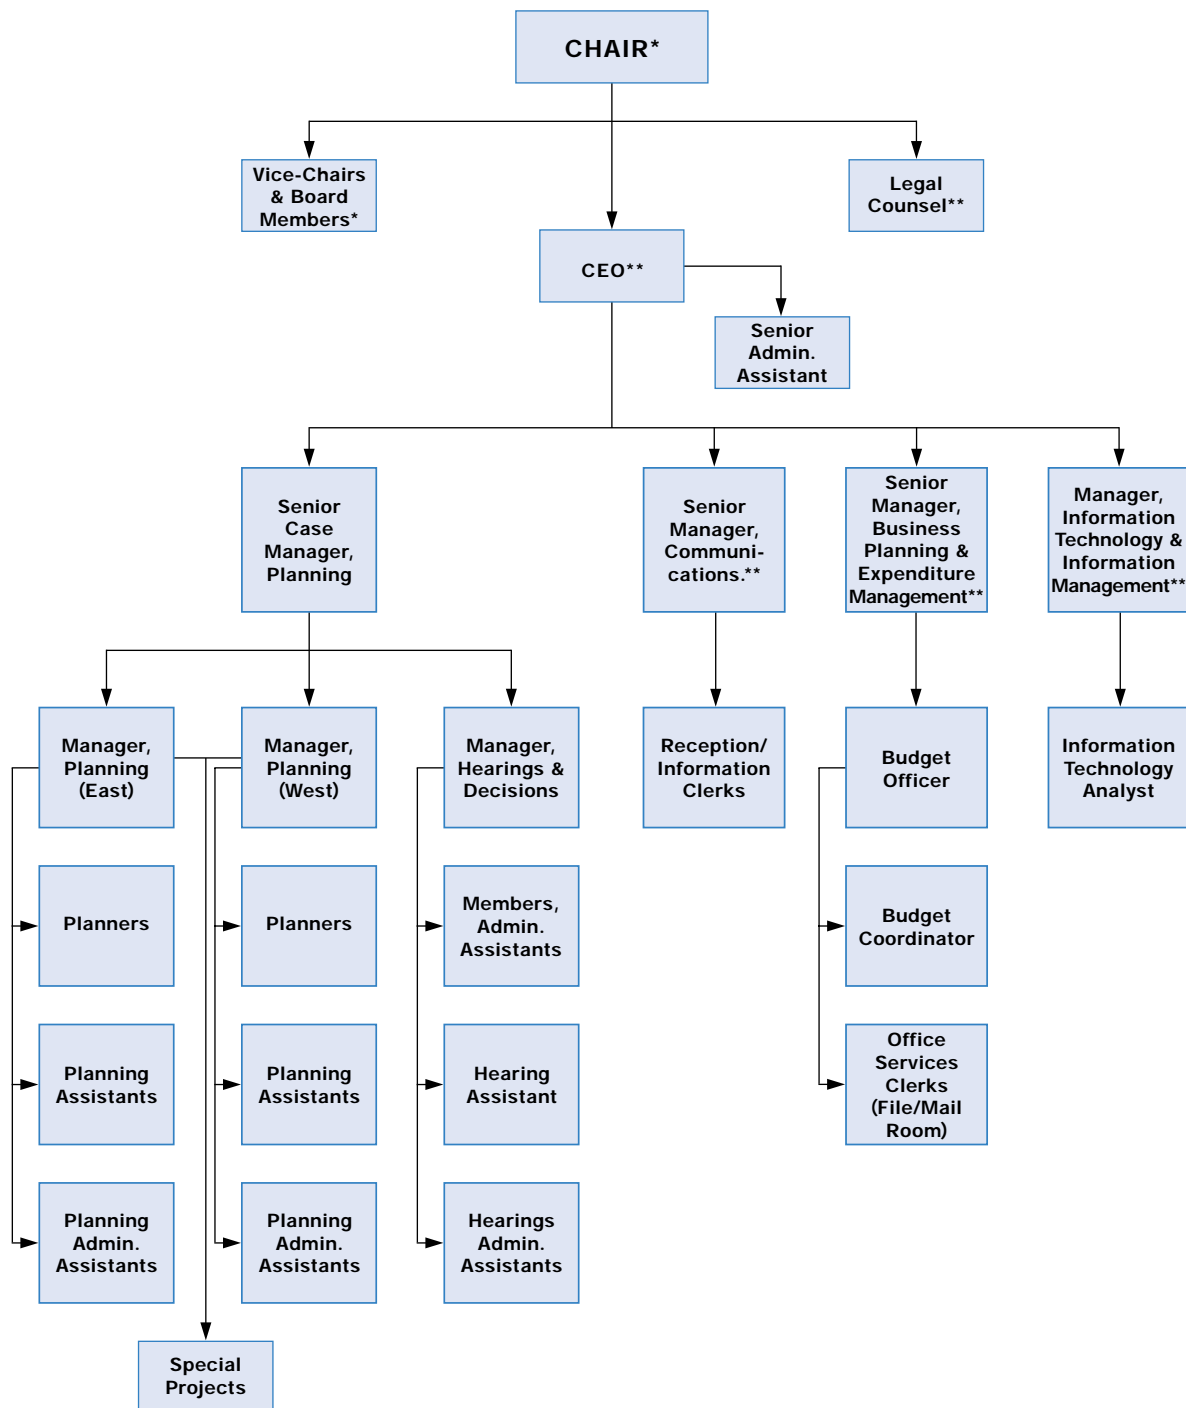 CHAIR*
Vice-Chairs
& Board
Members*
Legal
Counsel**
CEO**
Senior
Admin.
Assistant
Senior
Case
Manager,
Planning
Senior
Manager,
Communi-
cations.**
Senior
Manager,
Business
Planning &
Expenditure
Management**
Manager,
Information
Technology &
Information
Management**
Manager,
Planning
(East)
Manager,
Planning
(West)
Manager,
Hearings &
Decisions
Reception/
Information
Clerks
Budget
Officer
Information
Technology
Analyst
Planners
Planners
Members,
Admin.
Assistants
Budget
Coordinator
Planning
Assistants
Planning
Assistants
Hearing
Assistant
Office
Services
Clerks
(File/Mail
Room)
Planning
Admin.
Assistants
Planning
Admin.
Assistants
Hearings
Admin.
Assistants
Special
Projects